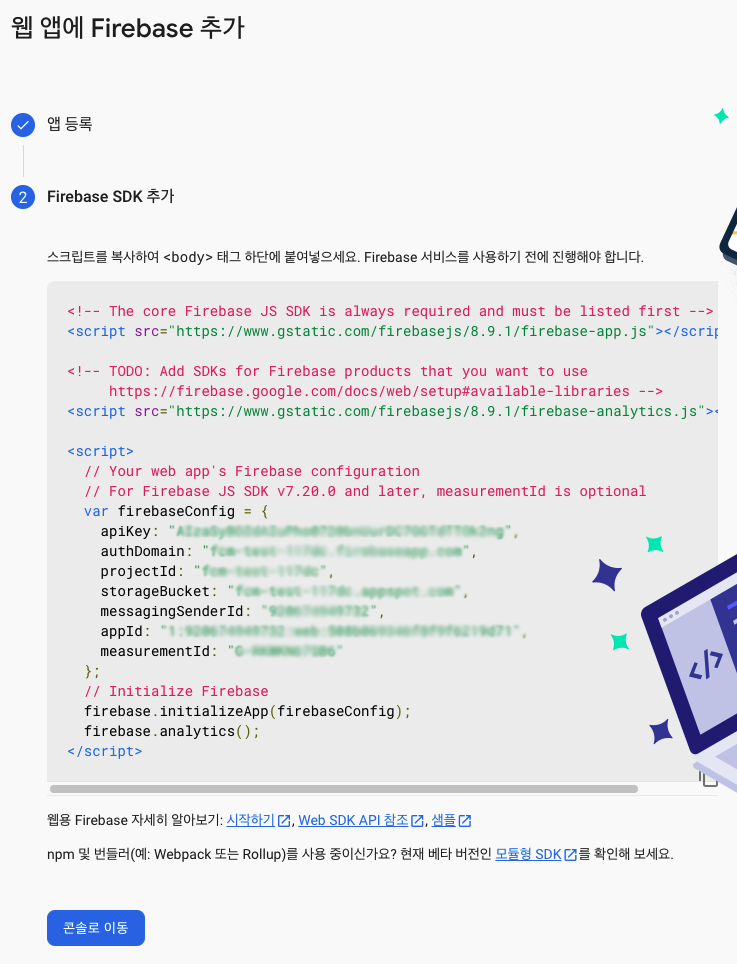 웹 앱에 Firebase 추가
앱 등록
2 Firebase SDK 추가
스크립트를 복사하여 <body> 태그 하단에 붙여넣으세요. Firebase 서비스를 사용하기 전에 진행해야 합니다.
<!-- The core Firebase JS SDK is always required and must be listed first -->
<script src="https://www.gstatic.com/firebasejs/8.9.1/firebase-app.js"></scrip
<!-- TODO: Add SDKs for Firebase products that you want to use
https://firebase.google.com/docs/web/setup#available-libraries -->
<script src="https://www.gstatic.com/firebasejs/8.9.1/firebase-analytics.js"><
<script>
// Your web app's Firebase configuration
// For Firebase JS SDK v7.20.0 and later, measurementId is optional
var firebaseConfig = {
apiKey: "",
authDomain: "",
projectId: "",
storageBucket: "",
messagingSenderId: "",
appId: "",
measurementId: ""
};
// Initialize Firebase
firebase.initializeApp(firebaseConfig);
firebase.analytics();
</script>
</>
웹용 Firebase 자세히 알아보기: 시작하기, Web SDK API 참조, 샘플
npm 및 번들러(예: Webpack 또는 Rollup)를 사용 중이신가요? 현재 베타 버전인 모듈형 SDK를 확인해 보세요.
콘솔로 이동